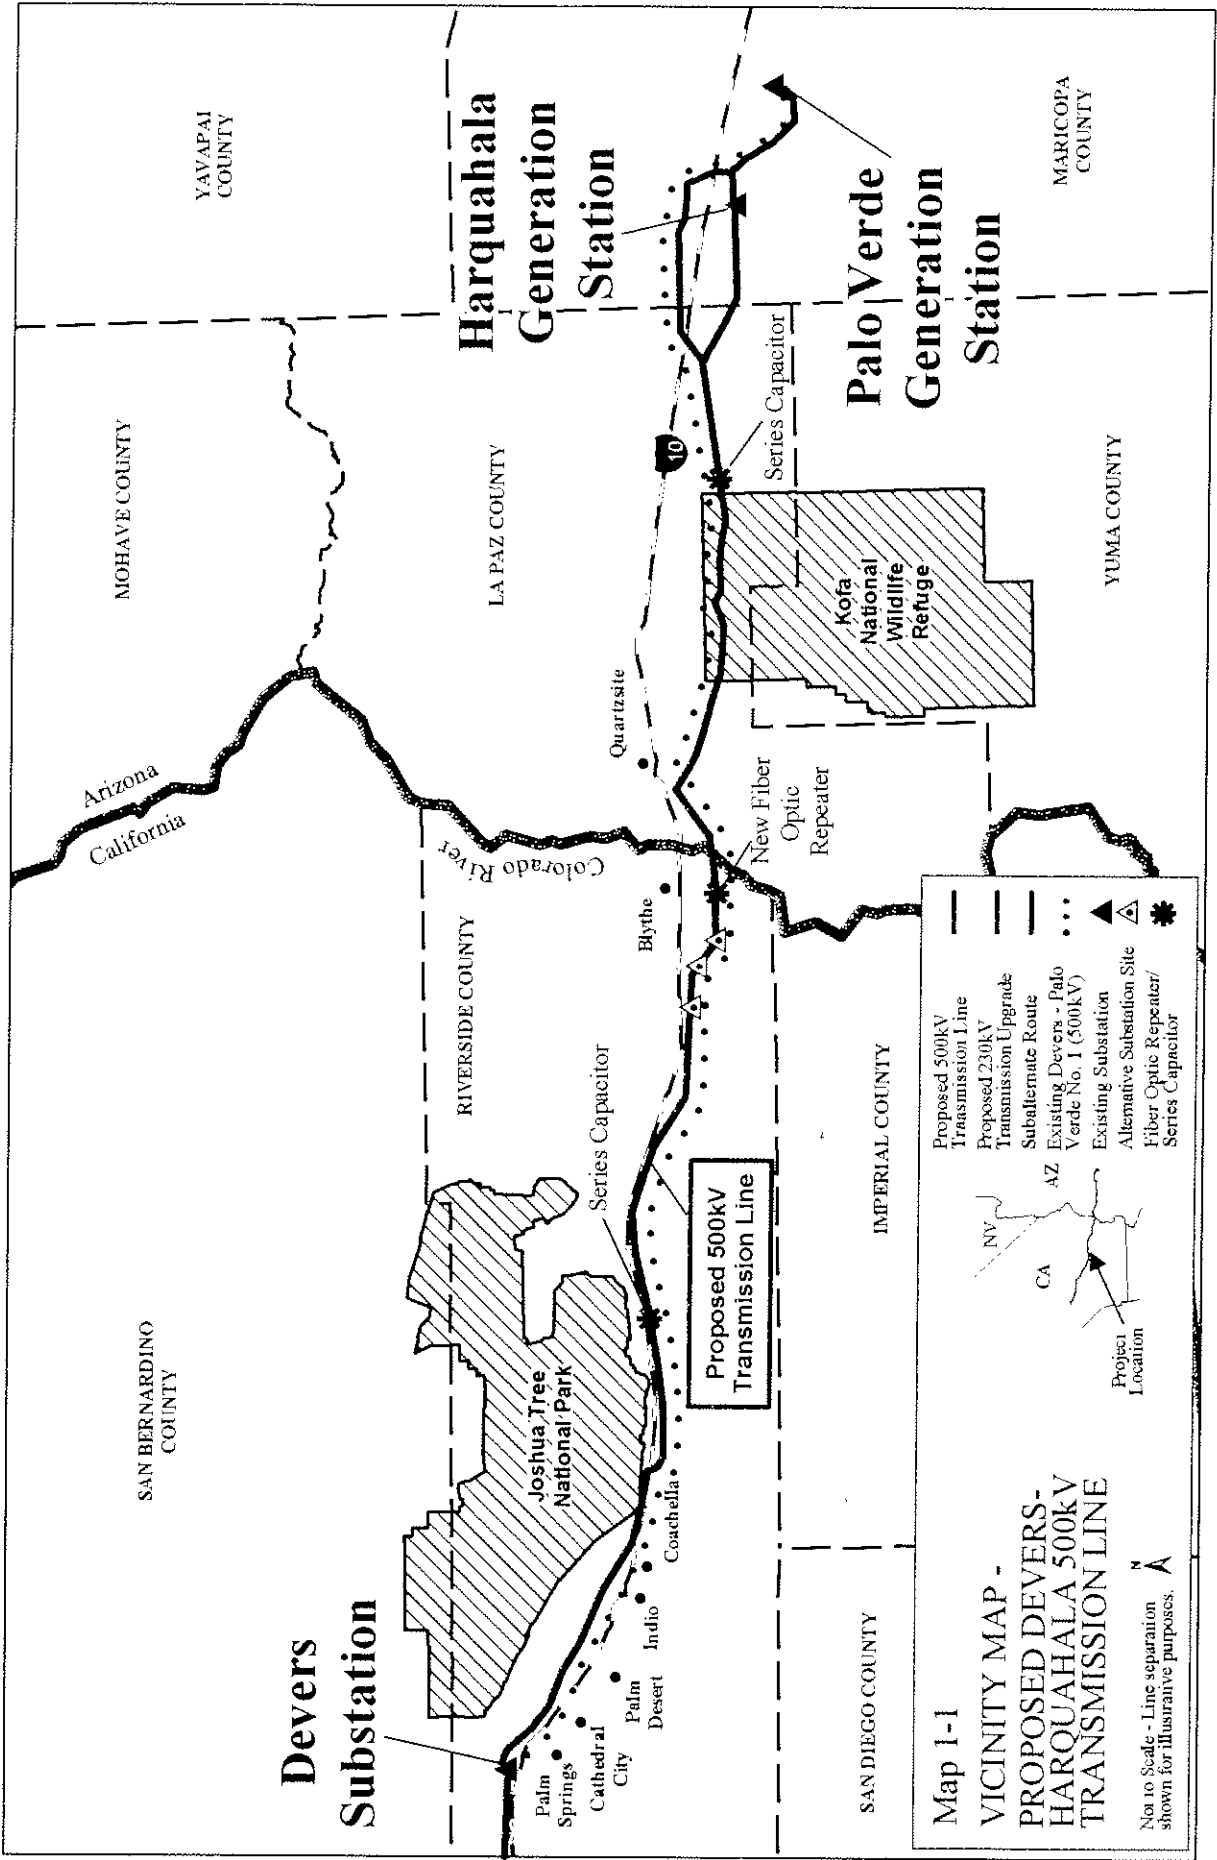 SAN BERNARDINO
COUNTY
MOHAVE COUNTY
YAVAPAI
COUNTY
Arizona
California
Devers
Substation
Joshua Tree
National Park
RIVERSIDE COUNTY
Colorado River
LA PAZ COUNTY
Harquahala
Generation
Station
Palm
Springs
Cathedral
City
Palm
Desert
Indio
Coachella
Series Capacitor
Blythe
Quartzsite
10
Proposed 500kV
Transmission Line
New Fiber
Optic
Repeater
Kofa
National
Wildlife
Refuge
Series Capacitor
Palo Verde
Generation
Station
SAN DIEGO COUNTY
IMPERIAL COUNTY
YUMA COUNTY
MARICOPA
COUNTY
Map 1-1
VICINITY MAP -
PROPOSED DEVERS-
HARQUAHALA 500kV
TRANSMISSION LINE
Not to Scale - Line separation
shown for illustrative purposes.
N
NV
CA
AZ
Project
Location
Proposed 500kV
Transmission Line
Proposed 230kV
Transmission Upgrade
Subalternate Route
Existing Devers - Palo
Verde No. 1 (500kV)
Existing Substation
Alternative Substation Site
Fiber Optic Repeater/
Series Capacitor